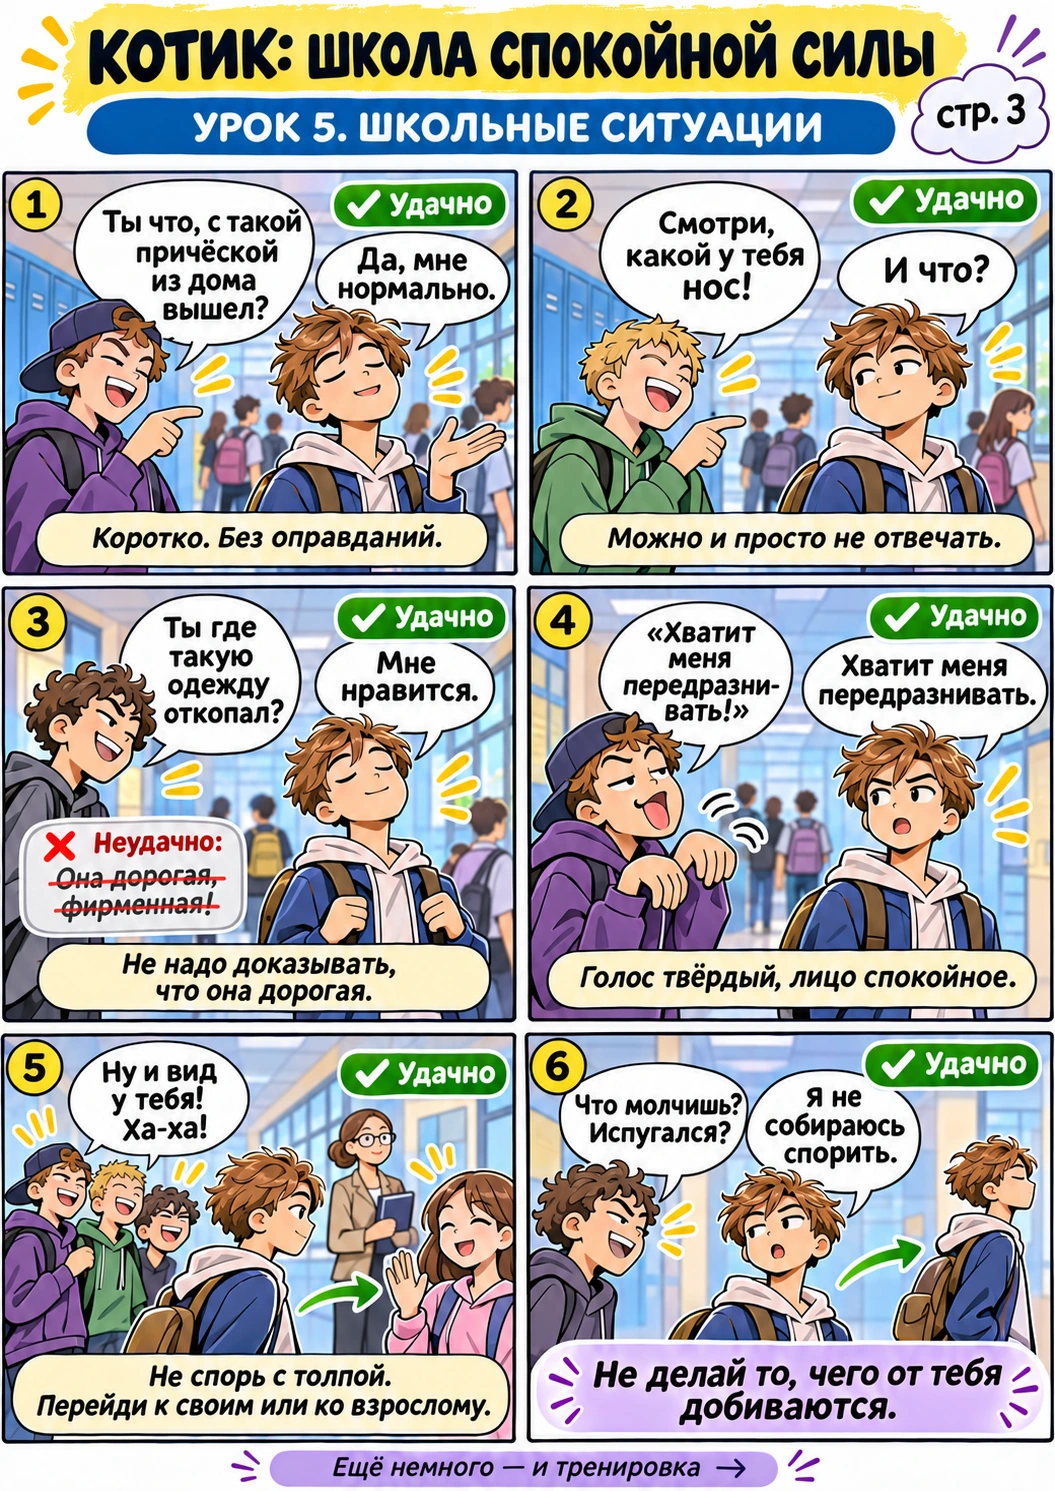 КОТИК: ШКОЛА СПОКОЙНОЙ СИЛЫ
УРОК 5. ШКОЛЬНЫЕ СИТУАЦИИ
стр. 3
1
Удачно
Ты что, с такой
причёской
из дома
вышел?
Да, мне
нормально.
Коротко. Без оправданий.
2
Удачно
Смотри,
какой у тебя
нос!
И что?
Можно и просто не отвечать.
3
Удачно
Ты где
такую
одежду
откопал?
Мне
нравится.
Неудачно:
Она дорогая,
фирменная!
Не надо доказывать,
что она дорогая.
4
Удачно
«Хватит
меня
передразни-
вать!»
Хватит меня
передразнивать.
Голос твёрдый, лицо спокойное.
5
Удачно
Ну и вид
у тебя!
Ха-ха!
Не спорь с толпой.
Перейди к своим или ко взрослому.
6
Удачно
Что молчишь?
Испугался?
Я не
собираюсь
спорить.
Не делай то, чего от тебя
добиваются.
Ещё немного — и тренировка →